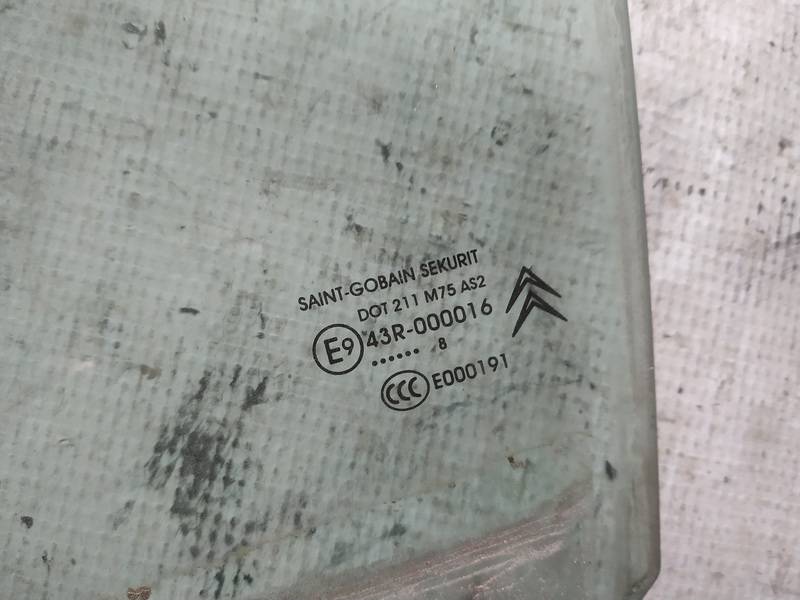 SAINT-GOBAIN SEKURIT
DOT 211 M75 AS2
E9 43R-000016
•••••• 8
CCC E000191